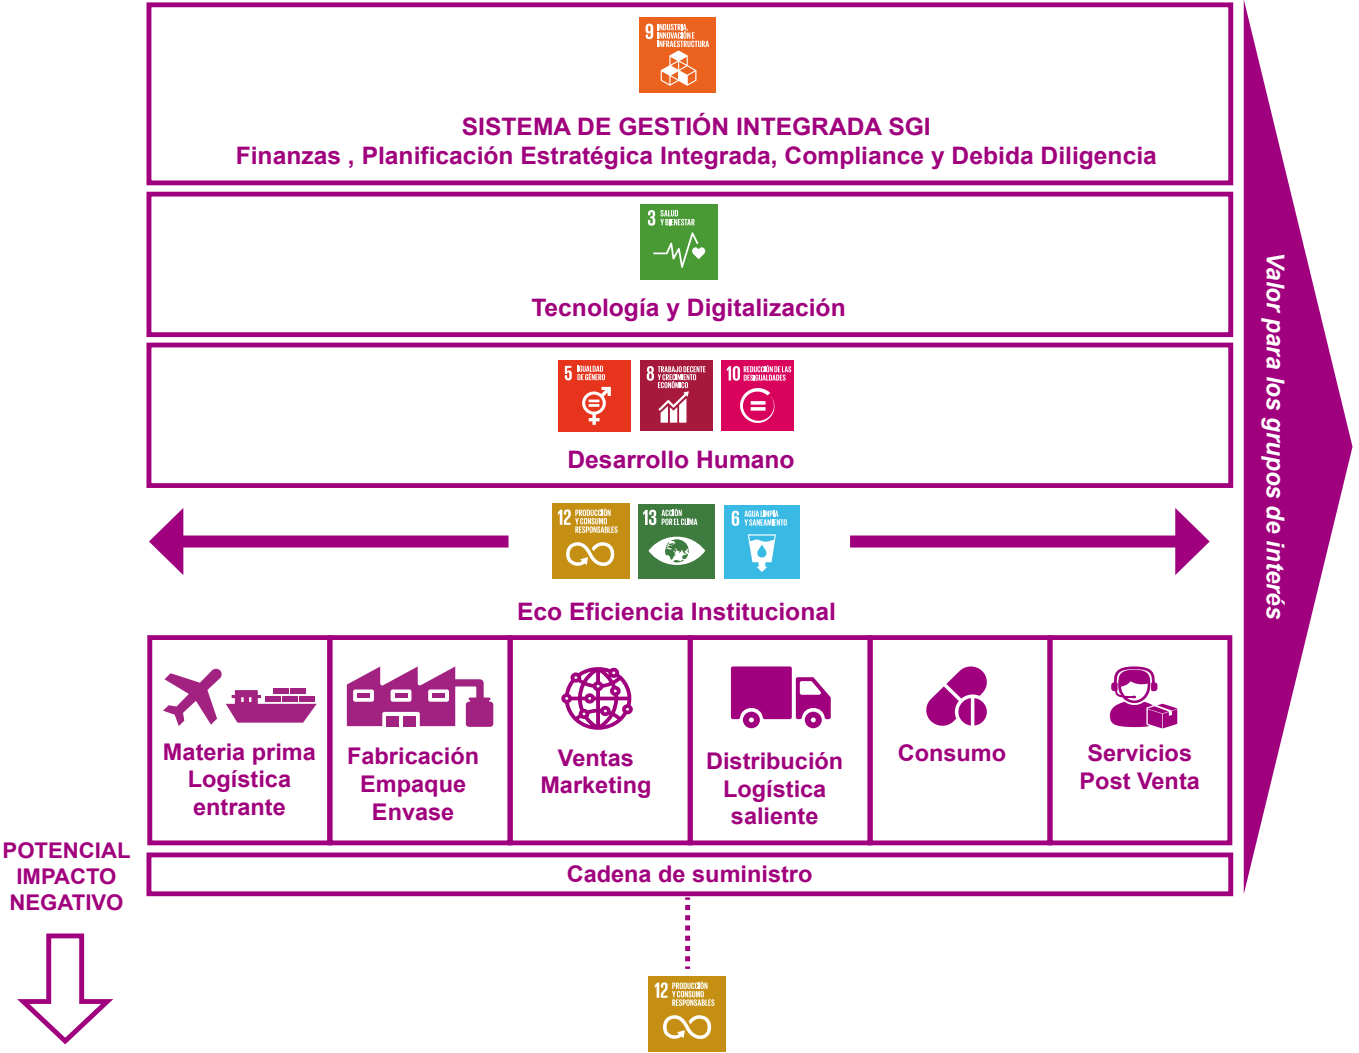 9 INDUSTRIA,
INNOVACIÓN E
INFRAESTRUCTURA
SISTEMA DE GESTIÓN INTEGRADA SGI
Finanzas , Planificación Estratégica Integrada, Compliance y Debida Diligencia
3 SALUD
Y BIENESTAR
Tecnología y Digitalización
5 IGUALDAD
DE GÉNERO
8 TRABAJO DECENTE
Y CRECIMIENTO
ECONÓMICO
10 REDUCCIÓN DE LAS
DESIGUALDADES
Desarrollo Humano
12 PRODUCCIÓN
Y CONSUMO
RESPONSABLES
13 ACCIÓN
POR EL CLIMA
6 AGUA LIMPIA
Y SANEAMIENTO
Eco Eficiencia Institucional
Materia prima
Logística
entrante
Fabricación
Empaque
Envase
Ventas
Marketing
Distribución
Logística
saliente
Consumo
Servicios
Post Venta
Cadena de suministro
Valor para los grupos de interés
POTENCIAL
IMPACTO
NEGATIVO
12 PRODUCCIÓN
Y CONSUMO
RESPONSABLES